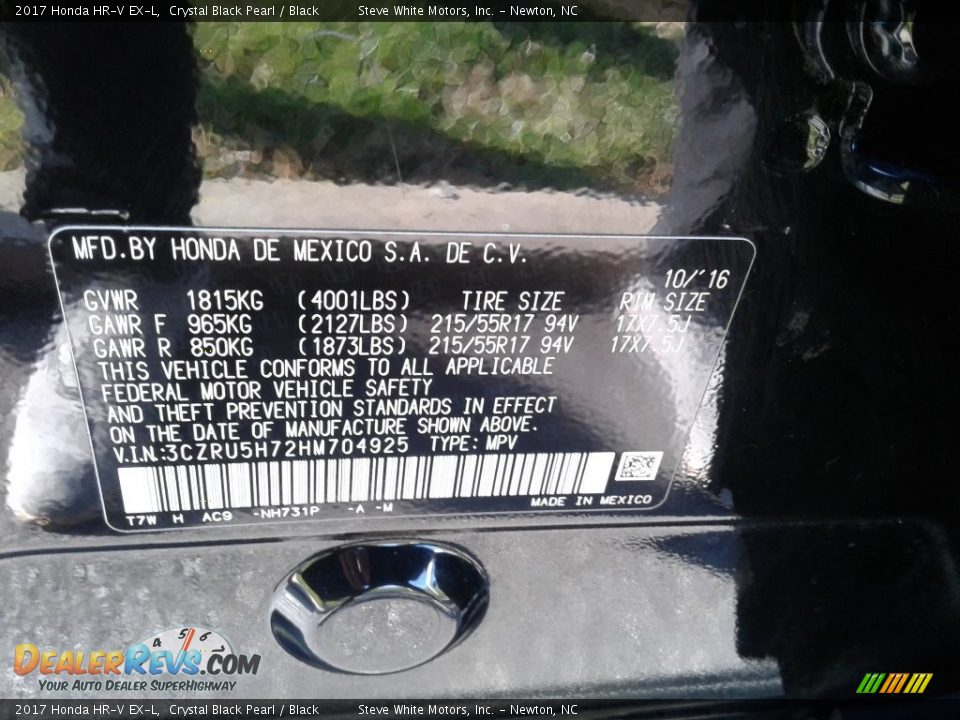 2017 Honda HR-V EX-L, Crystal Black Pearl / Black Steve White Motors, Inc. - Newton, NC
MFD.BY HONDA DE MEXICO S.A. DE C.V.
10/'16
GVWR 1815KG (4001LBS) TIRE SIZE RIM SIZE
GAWR F 965KG (2127LBS) 215/55R17 94V 17X7.5J
GAWR R 850KG (1873LBS) 215/55R17 94V 17X7.5J
THIS VEHICLE CONFORMS TO ALL APPLICABLE
FEDERAL MOTOR VEHICLE SAFETY
AND THEFT PREVENTION STANDARDS IN EFFECT
ON THE DATE OF MANUFACTURE SHOWN ABOVE.
V.I.N:3CZRU5H72HM704925 TYPE: MPV
MADE IN MEXICO
T7W H AC9 -NH731P -A -M
4 5 6
DEALERREVS.COM
YOUR AUTO DEALER SUPERHIGHWAY
2017 Honda HR-V EX-L, Crystal Black Pearl / Black Steve White Motors, Inc. - Newton, NC